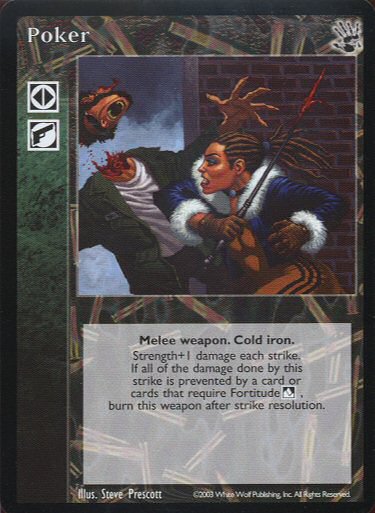 Poker
Melee weapon. Cold iron.
Strength+1 damage each strike.
If all of the damage done by this
strike is prevented by a card or
cards that require Fortitude ,
burn this weapon after strike resolution.
Illus. Steve Prescott ©2003 White Wolf Publishing, Inc. All Rights Reserved.